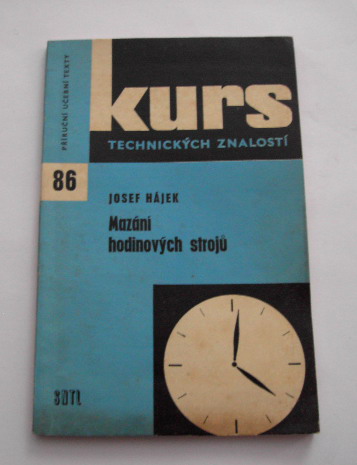 PŘÍRUČNÍ UČEBNÍ TEXTY
kurs
TECHNICKÝCH ZNALOSTÍ
86
JOSEF HÁJEK
Mazání
hodinových strojů
SNTL